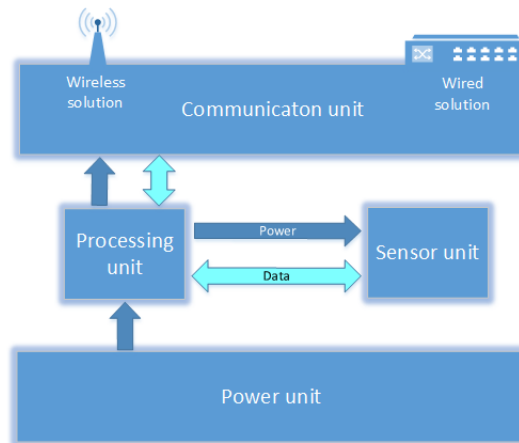 Wireless
solution
Wired
solution
Communicaton unit
Processing
unit
Power
Data
Sensor unit
Power unit